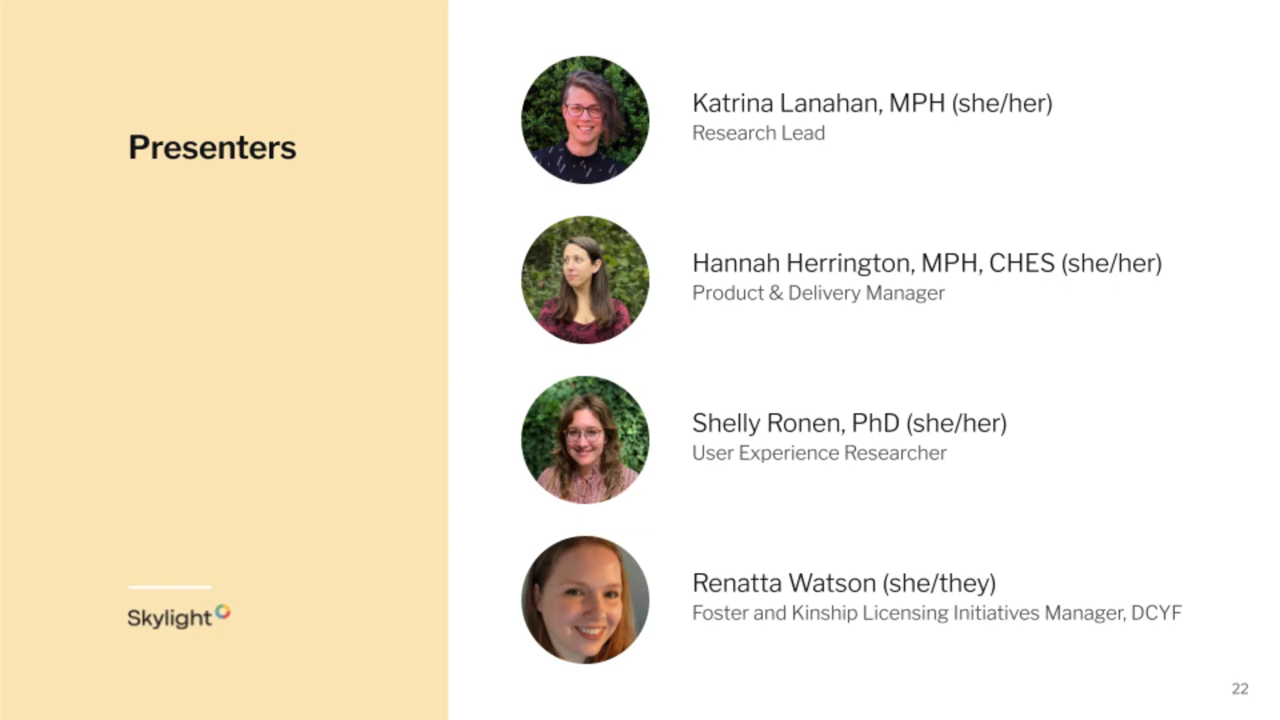 Presenters
Katrina Lanahan, MPH (she/her)
Research Lead
Hannah Herrington, MPH, CHES (she/her)
Product & Delivery Manager
Shelly Ronen, PhD (she/her)
User Experience Researcher
Renatta Watson (she/they)
Foster and Kinship Licensing Initiatives Manager, DCYF
Skylight
22